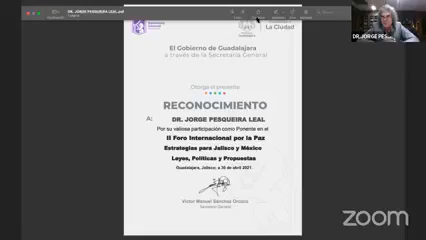 DR. JORGE PESQUEIRA LEAL.pdf
La Ciudad
DR. JORGE PES
El Gobierno de Guadalajara
a través de la Secretaría General
Otorga el presente
RECONOCIMIENTO
A:
DR. JORGE PESQUEIRA LEAL
Por su valiosa participación como Ponente en el
II Foro Internacional por la Paz
Estrategias para Jalisco y México
Leyes, Políticas y Propuestas
Guadalajara, Jalisco; a 30 de abril 2021.
Víctor Manuel Sánchez Orozco
Secretario General
zoom